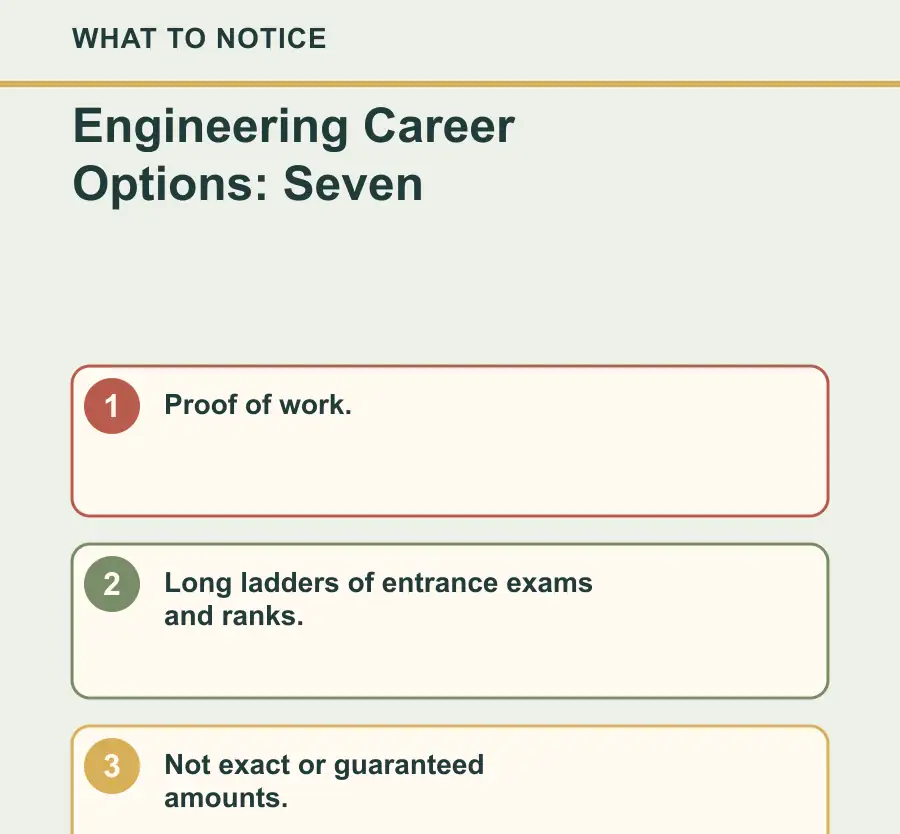 WHAT TO NOTICE
Engineering Career
Options: Seven
1
Proof of work.
2
Long ladders of entrance exams
and ranks.
3
Not exact or guaranteed
amounts.